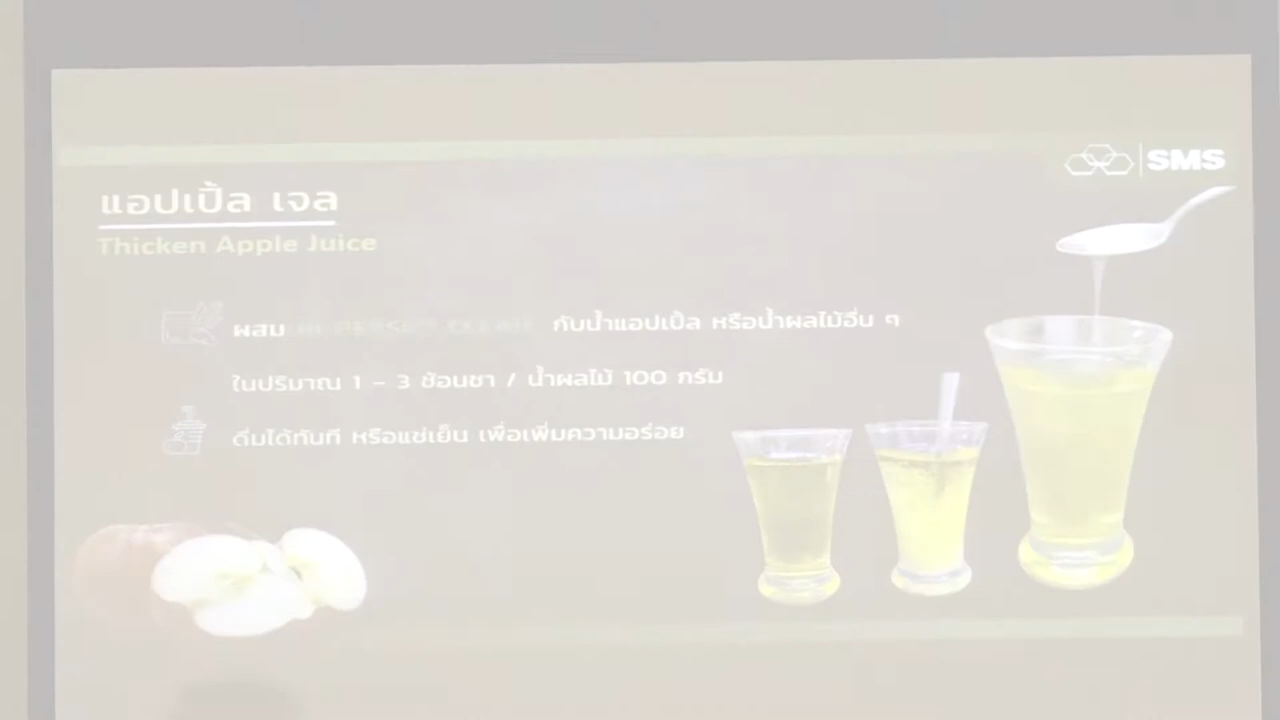 SMS
แอปเปิ้ล เจล
Thicken Apple Juice
ผสม กับน้ำแอปเปิ้ล หรือน้ำผลไม้อื่น ๆ
ในปริมาณ 1 - 3 ช้อนชา / น้ำผลไม้ 100 กรัม
ดื่มได้ทันที หรือแช่เย็น เพื่อเพิ่มความอร่อย